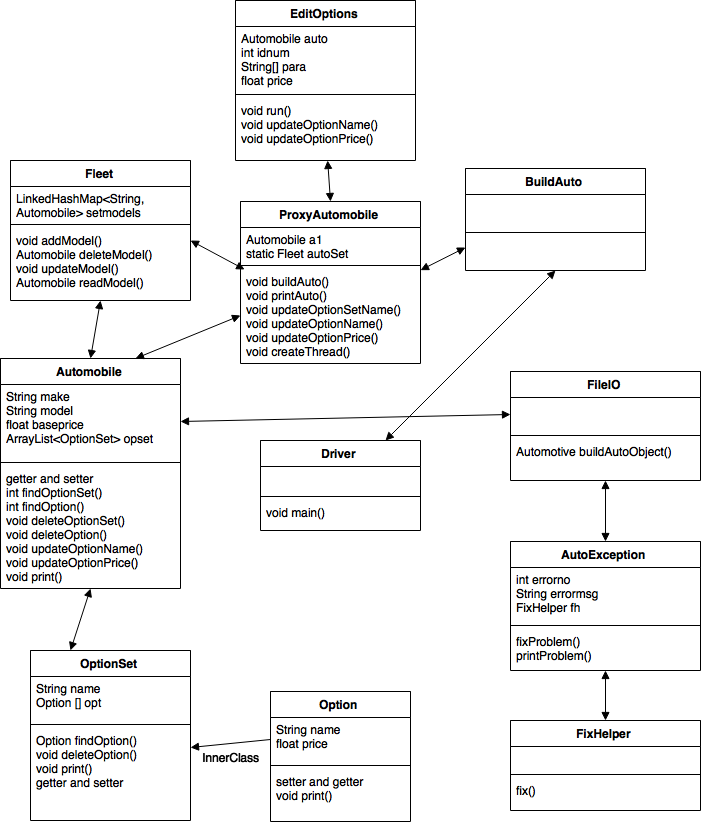 EditOptions
Automobile auto
int idnum
String[] para
float price
void run()
void updateOptionName()
void updateOptionPrice()
Fleet
LinkedHashMap<String,
Automobile> setmodels
void addModel()
Automobile deleteModel()
void updateModel()
Automobile readModel()
ProxyAutomobile
Automobile a1
static Fleet autoSet
void buildAuto()
void printAuto()
void updateOptionSetName()
void updateOptionName()
void updateOptionPrice()
void createThread()
BuildAuto
Automobile
String make
String model
float baseprice
ArrayList<OptionSet> opset
getter and setter
int findOptionSet()
int findOption()
void deleteOptionSet()
void deleteOption()
void updateOptionName()
void updateOptionPrice()
void print()
Driver
void main()
FileIO
Automotive buildAutoObject()
AutoException
int errorno
String errormsg
FixHelper fh
fixProblem()
printProblem()
OptionSet
String name
Option [] opt
Option findOption()
void deleteOption()
void print()
getter and setter
InnerClass
Option
String name
float price
setter and getter
void print()
FixHelper
fix()